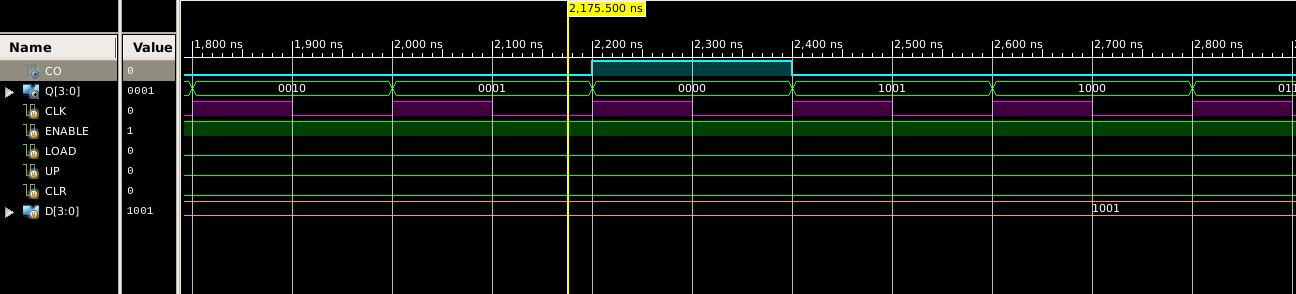 2,175.500 ns
Name Value
1,800 ns 1,900 ns 2,000 ns 2,100 ns 2,200 ns 2,300 ns 2,400 ns 2,500 ns 2,600 ns 2,700 ns 2,800 ns
CO 0
Q[3:0] 0001 0010 0001 0000 1001 1000 011
CLK 0
ENABLE 1
LOAD 0
UP 0
CLR 0
D[3:0] 1001 1001